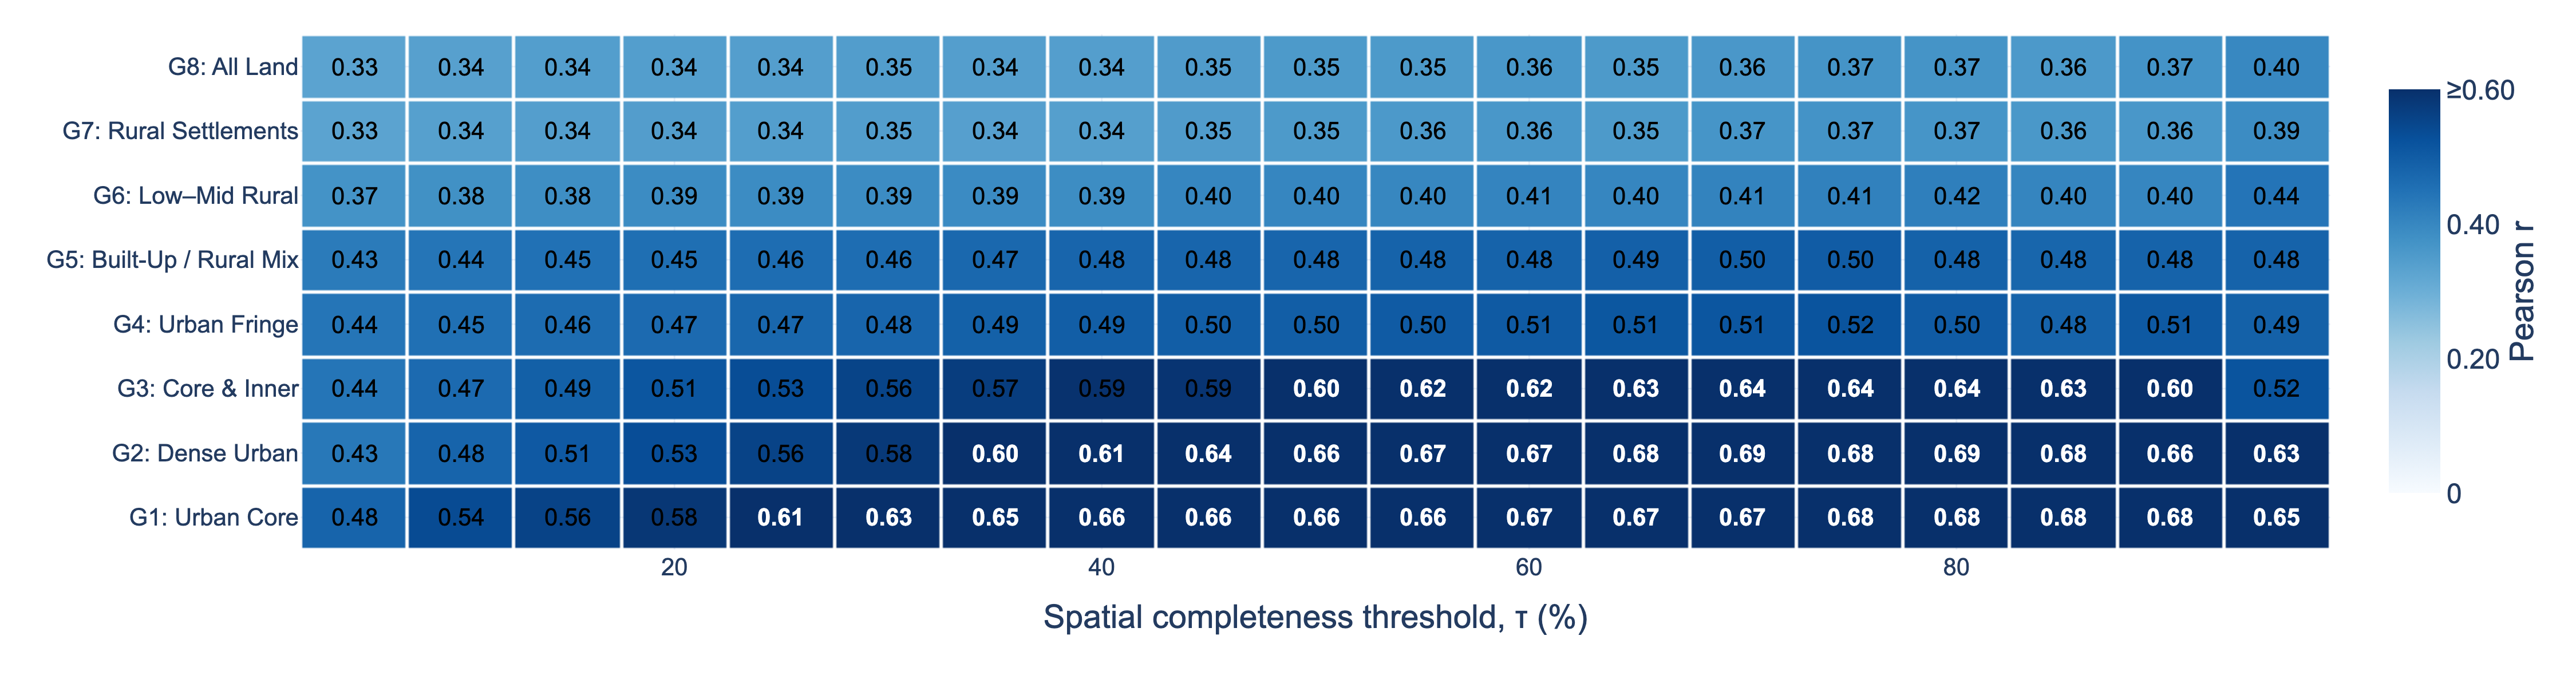 G8: All Land 0.33 0.34 0.34 0.34 0.34 0.35 0.34 0.34 0.35 0.35 0.35 0.36 0.35 0.36 0.37 0.37 0.36 0.37 0.40
G7: Rural Settlements 0.33 0.34 0.34 0.34 0.34 0.35 0.34 0.34 0.35 0.35 0.36 0.36 0.35 0.37 0.37 0.37 0.36 0.36 0.39
G6: Low–Mid Rural 0.37 0.38 0.38 0.39 0.39 0.39 0.39 0.39 0.40 0.40 0.40 0.41 0.40 0.41 0.41 0.42 0.40 0.40 0.44
G5: Built-Up / Rural Mix 0.43 0.44 0.45 0.45 0.46 0.46 0.47 0.48 0.48 0.48 0.48 0.48 0.49 0.50 0.50 0.48 0.48 0.48 0.48
G4: Urban Fringe 0.44 0.45 0.46 0.47 0.47 0.48 0.49 0.49 0.50 0.50 0.50 0.51 0.51 0.51 0.52 0.50 0.48 0.51 0.49
G3: Core & Inner 0.44 0.47 0.49 0.51 0.53 0.56 0.57 0.59 0.59 0.60 0.62 0.62 0.63 0.64 0.64 0.64 0.63 0.60 0.52
G2: Dense Urban 0.43 0.48 0.51 0.53 0.56 0.58 0.60 0.61 0.64 0.66 0.67 0.67 0.68 0.69 0.68 0.69 0.68 0.66 0.63
G1: Urban Core 0.48 0.54 0.56 0.58 0.61 0.63 0.65 0.66 0.66 0.66 0.66 0.67 0.67 0.67 0.68 0.68 0.68 0.68 0.65
20 40 60 80
Spatial completeness threshold, τ (%)
≥0.60
0.40
0.20
0
Pearson r